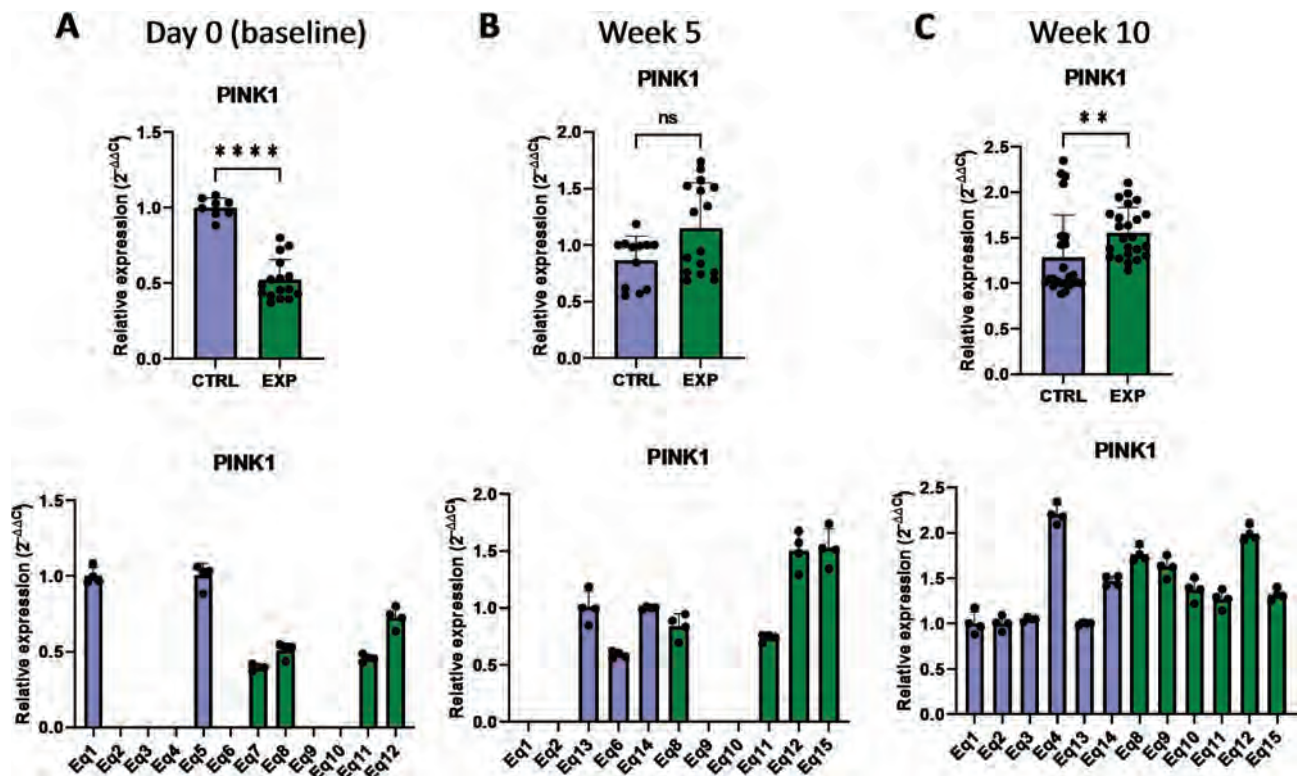 A Day 0 (baseline)
PINK1
Relative expression (2^-ΔΔCt)
1.5
1.0
0.5
0.0
****
CTRL EXP
PINK1
Relative expression (2^-ΔΔCt)
1.5
1.0
0.5
0.0
Eq1 Eq2 Eq3 Eq4 Eq5 Eq6 Eq7 Eq8 Eq9 Eq10 Eq11 Eq12
B Week 5
PINK1
Relative expression (2^-ΔΔCt)
2.0
1.5
1.0
0.5
0.0
ns
CTRL EXP
PINK1
Relative expression (2^-ΔΔCt)
2.0
1.5
1.0
0.5
0.0
Eq1 Eq2 Eq13 Eq6 Eq14 Eq8 Eq9 Eq10 Eq11 Eq12 Eq15
C Week 10
PINK1
Relative expression (2^-ΔΔCt)
2.5
2.0
1.5
1.0
0.5
0.0
**
CTRL EXP
PINK1
Relative expression (2^-ΔΔCt)
2.5
2.0
1.5
1.0
0.5
0.0
Eq1 Eq2 Eq3 Eq4 Eq13 Eq14 Eq8 Eq9 Eq10 Eq11 Eq12 Eq15